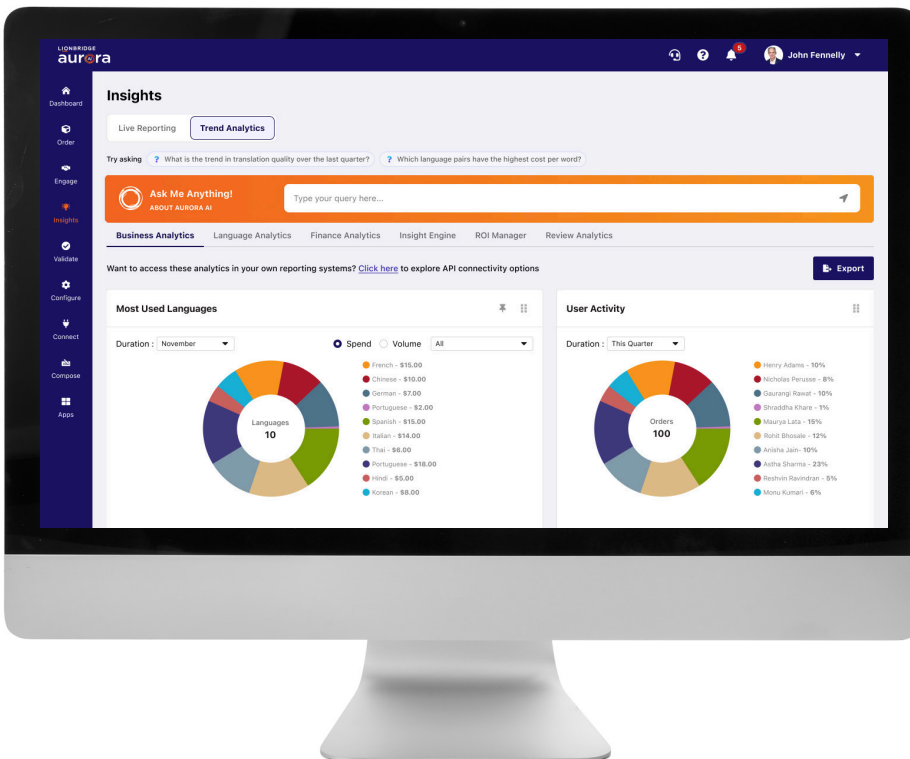 LIONBRIDGE
aurora
5
John Fennelly
Dashboard
Order
Engage
Insights
Validate
Configure
Connect
Compose
Apps
Insights
Live Reporting
Trend Analytics
Try asking ? What is the trend in translation quality over the last quarter? ? Which language pairs have the highest cost per word?
Ask Me Anything!
ABOUT AURORA AI
Type your query here...
Business Analytics Language Analytics Finance Analytics Insight Engine ROI Manager Review Analytics
Want to access these analytics in your own reporting systems? Click here to explore API connectivity options
Export
Most Used Languages
Duration : November
Spend Volume All
Languages
10
French - $15.00
Chinese - $10.00
German - $7.00
Portuguese - $2.00
Spanish - $15.00
Italian - $14.00
Thai - $6.00
Portuguese - $18.00
Hindi - $5.00
Korean - $8.00
User Activity
Duration : This Quarter
Orders
100
Henry Adams - 10%
Nicholas Perusse - 8%
Gaurangi Rawat - 10%
Shraddha Khare - 1%
Maurya Lata - 15%
Rohit Bhosale - 12%
Anisha Jain- 10%
Astha Sharma - 23%
Reshvin Ravindran - 5%
Monu Kumari - 6%